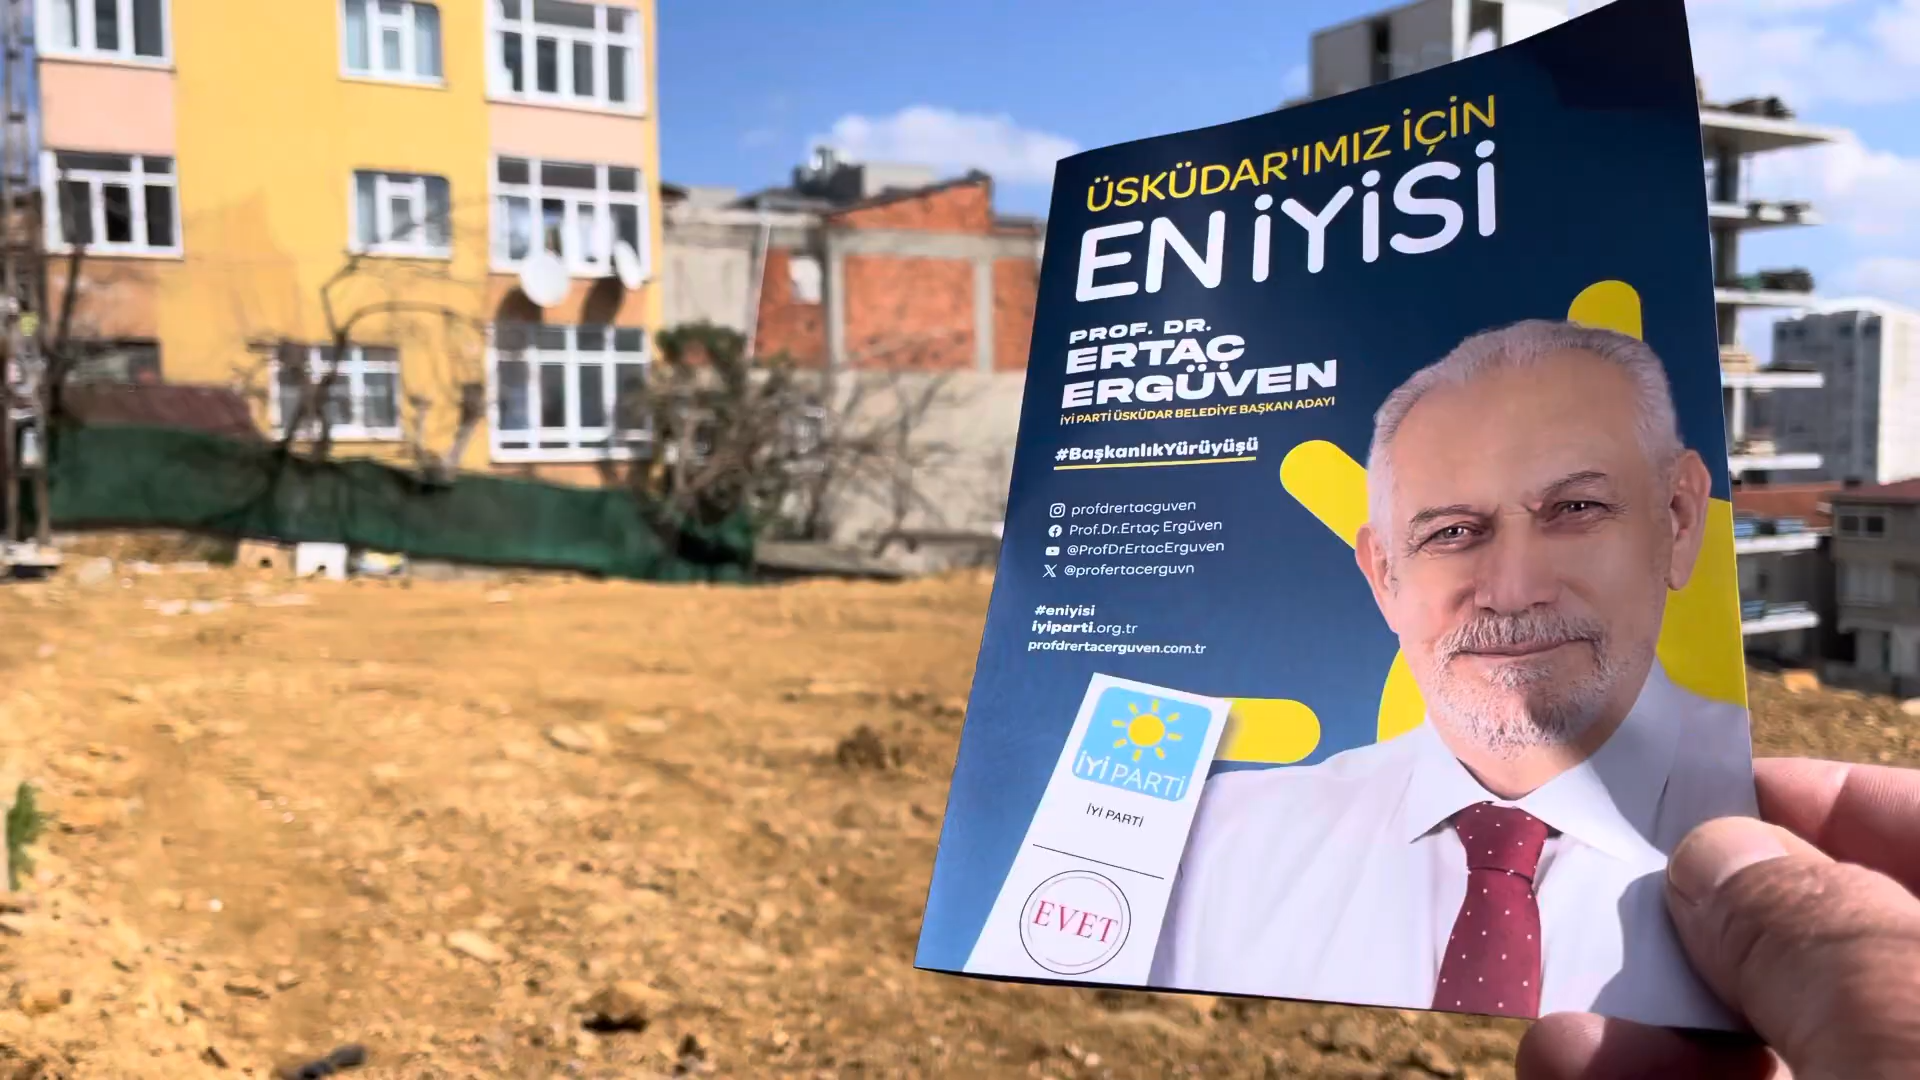 ÜSKÜDAR'IMIZ İÇİN
EN İYİSİ
PROF. DR.
ERTAÇ
ERGÜVEN
İYİ PARTİ ÜSKÜDAR BELEDİYE BAŞKAN ADAYI
#BaşkanlıkYürüyüşü
profdrertacguven
Prof.Dr.Ertaç Ergüven
@ProfDrErtacErguven
@profertacerguvn
#eniyisi
iyiparti.org.tr
profdrertacerguven.com.tr
İYİ PARTİ
İYİ PARTİ
EVET